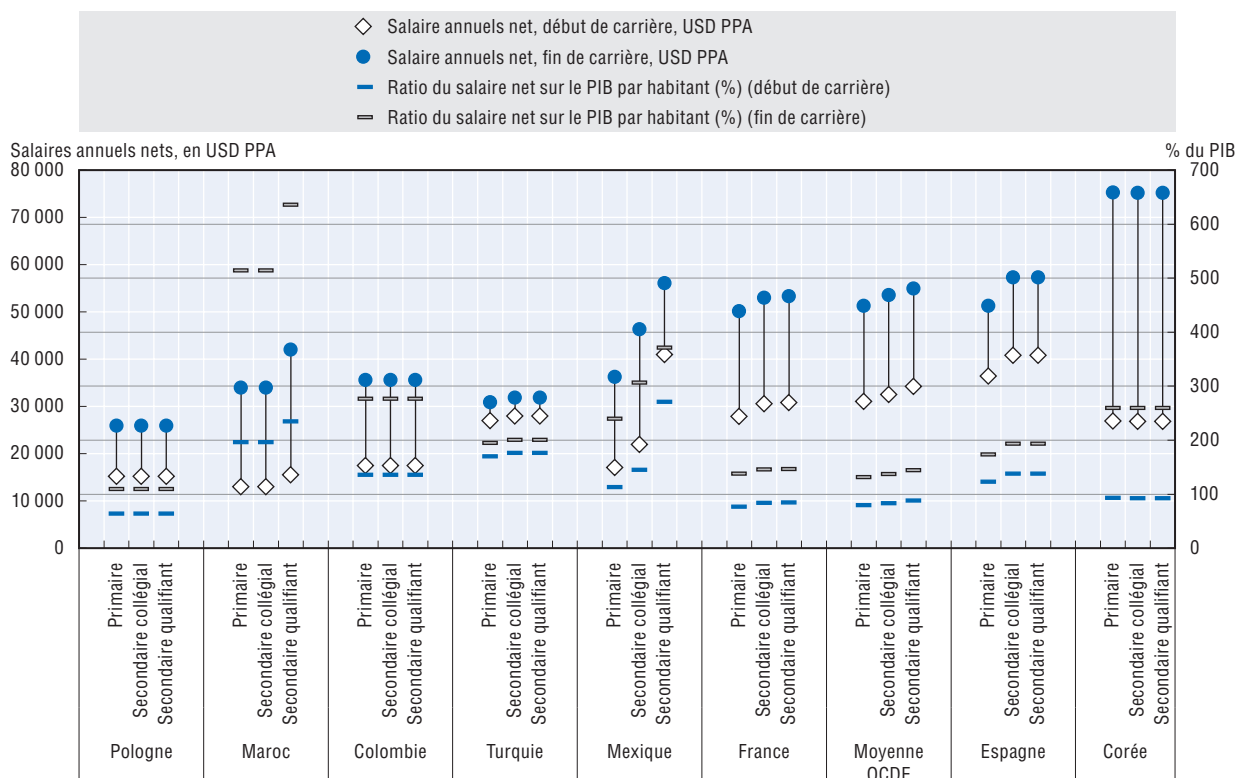 Salaire annuels net, début de carrière, USD PPA
Salaire annuels net, fin de carrière, USD PPA
Ratio du salaire net sur le PIB par habitant (%) (début de carrière)
Ratio du salaire net sur le PIB par habitant (%) (fin de carrière)
Salaires annuels nets, en USD PPA
% du PIB
80 000
70 000
60 000
50 000
40 000
30 000
20 000
10 000
0
700
600
500
400
300
200
100
0
Primaire
Secondaire collégial
Secondaire qualifiant
Primaire
Secondaire collégial
Secondaire qualifiant
Primaire
Secondaire collégial
Secondaire qualifiant
Primaire
Secondaire collégial
Secondaire qualifiant
Primaire
Secondaire collégial
Secondaire qualifiant
Primaire
Secondaire collégial
Secondaire qualifiant
Primaire
Secondaire collégial
Secondaire qualifiant
Primaire
Secondaire collégial
Secondaire qualifiant
Primaire
Secondaire collégial
Secondaire qualifiant
Pologne
Maroc
Colombie
Turquie
Mexique
France
Moyenne
OCDE
Espagne
Corée